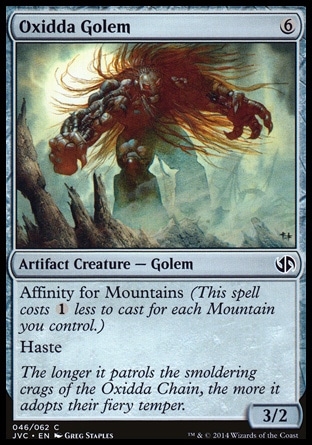 Oxidda Golem 6
Artifact Creature — Golem
Affinity for Mountains (This spell
costs 1 less to cast for each Mountain
you control.)
Haste
The longer it patrols the smoldering
crags of the Oxidda Chain, the more it
adopts their fiery temper.
3/2
046/062 C
JVC • EN Greg Staples
™ & © 2014 Wizards of the Coast